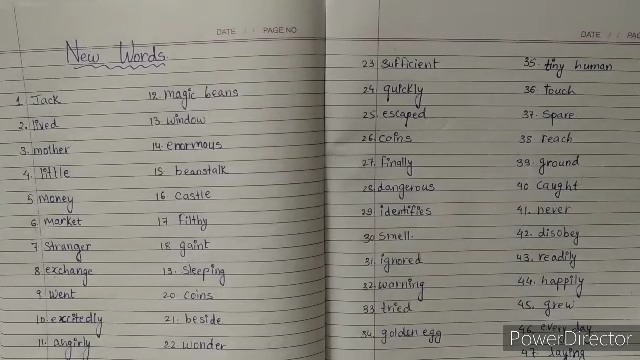 DATE PAGE NO
New Words
1 Jack
2. lived
3. mother
4. little
5 Money
6 Market
7 Stranger
8 exchange
9 Went
10. excitedly
11. angirly
12 magic beans
13 window
14 enormous
15 beanstalk
16 castle
17 Filthy
18 gaint
19. sleeping
20 coins
21. beside
22 wonder
DATE PAG
23 sufficient
24 quickly
25 escaped
26 coins
27. finally
28 dangerous
29 identifies
30 smell.
31 ignored
32 warning
33 tried
34 golden egg
35. tiny human
36 touch
37. Spare
38 reach
39. ground
40 caught
41. never
42. disobey
43. readily
44. happily
45. grew
46 every day
47. laying
PowerDirector